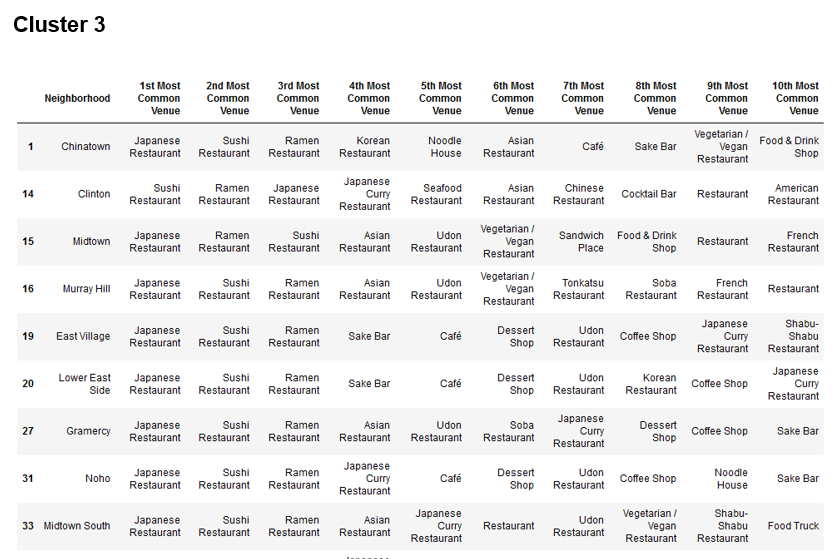 Cluster 3
Neighborhood 1st Most Common Venue 2nd Most Common Venue 3rd Most Common Venue 4th Most Common Venue 5th Most Common Venue 6th Most Common Venue 7th Most Common Venue 8th Most Common Venue 9th Most Common Venue 10th Most Common Venue
1 Chinatown Japanese Restaurant Sushi Restaurant Ramen Restaurant Korean Restaurant Noodle House Asian Restaurant Café Sake Bar Vegetarian / Vegan Restaurant Food & Drink Shop
14 Clinton Sushi Restaurant Ramen Restaurant Japanese Restaurant Japanese Curry Restaurant Seafood Restaurant Asian Restaurant Chinese Restaurant Cocktail Bar Restaurant American Restaurant
15 Midtown Japanese Restaurant Ramen Restaurant Sushi Restaurant Asian Restaurant Udon Restaurant Vegetarian / Vegan Restaurant Sandwich Place Food & Drink Shop Restaurant French Restaurant
16 Murray Hill Japanese Restaurant Sushi Restaurant Ramen Restaurant Asian Restaurant Udon Restaurant Vegetarian / Vegan Restaurant Tonkatsu Restaurant Soba Restaurant French Restaurant Restaurant
19 East Village Japanese Restaurant Sushi Restaurant Ramen Restaurant Sake Bar Café Dessert Shop Udon Restaurant Coffee Shop Japanese Curry Restaurant Shabu-Shabu Restaurant
20 Lower East Side Japanese Restaurant Sushi Restaurant Ramen Restaurant Sake Bar Café Dessert Shop Udon Restaurant Korean Restaurant Coffee Shop Japanese Curry Restaurant
27 Gramercy Japanese Restaurant Sushi Restaurant Ramen Restaurant Asian Restaurant Udon Restaurant Soba Restaurant Japanese Curry Restaurant Dessert Shop Coffee Shop Sake Bar
31 Noho Japanese Restaurant Sushi Restaurant Ramen Restaurant Japanese Curry Restaurant Café Dessert Shop Udon Restaurant Coffee Shop Noodle House Sake Bar
33 Midtown South Japanese Restaurant Sushi Restaurant Ramen Restaurant Asian Restaurant Japanese Curry Restaurant Restaurant Udon Restaurant Vegetarian / Vegan Restaurant Shabu-Shabu Restaurant Food Truck